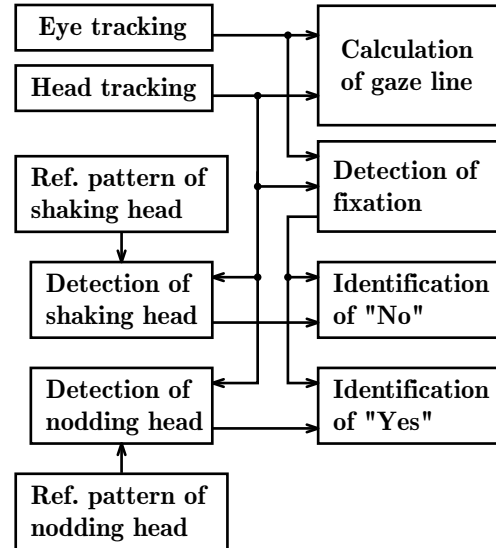 Eye tracking
Head tracking
Calculation
of gaze line
Ref. pattern of
shaking head
Detection of
fixation
Detection of
shaking head
Identification
of "No"
Detection of
nodding head
Identification
of "Yes"
Ref. pattern of
nodding head